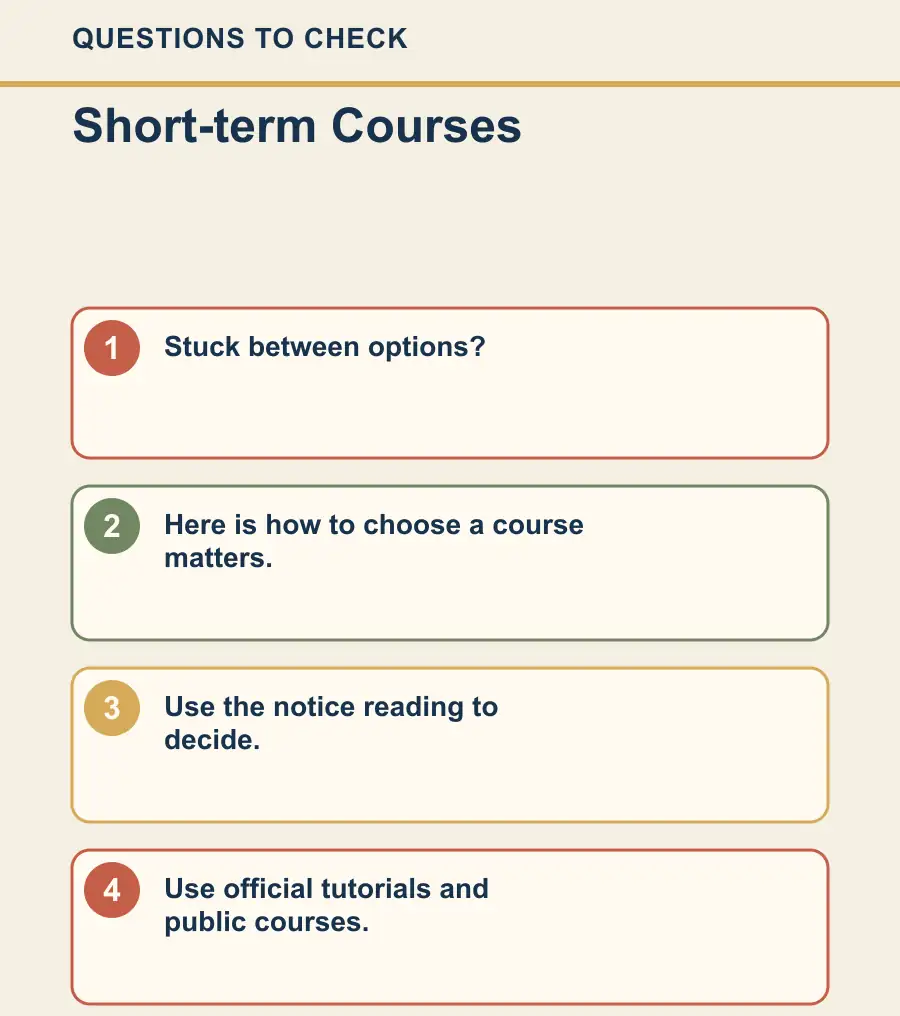 QUESTIONS TO CHECK
Short-term Courses
1
Stuck between options?
2
Here is how to choose a course
matters.
3
Use the notice reading to
decide.
4
Use official tutorials and
public courses.